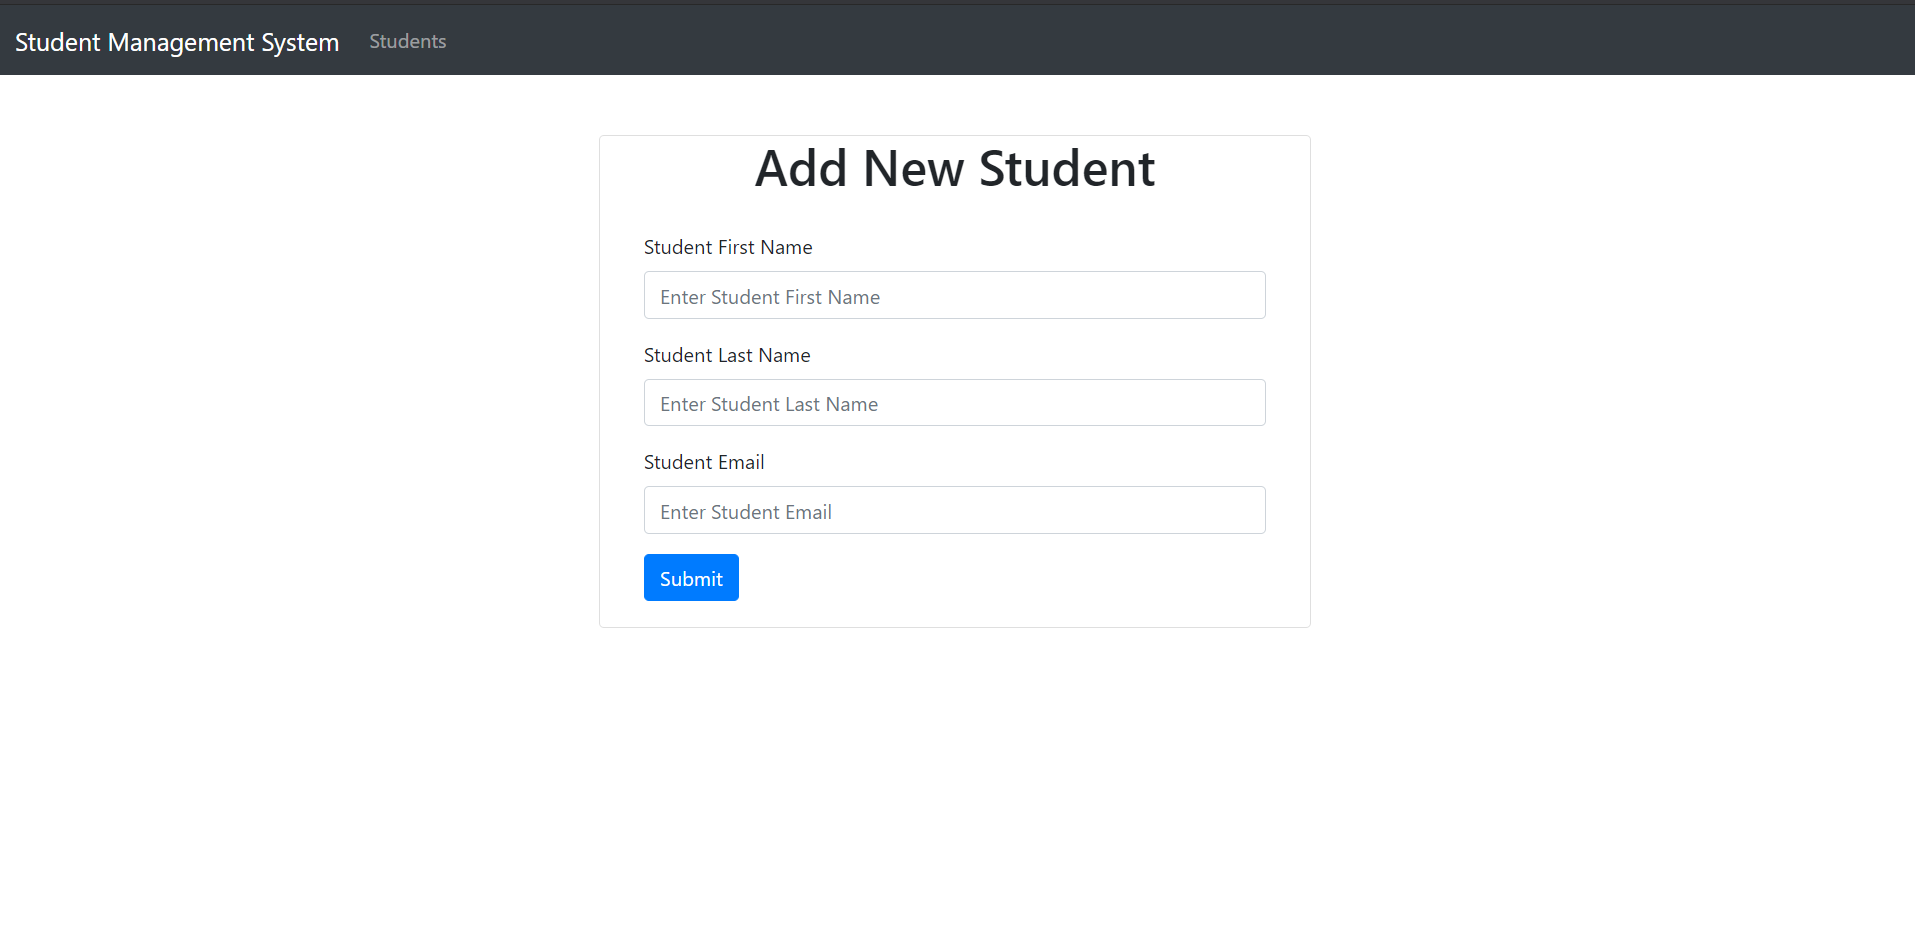 Student Management System Students
Add New Student
Student First Name
Enter Student First Name
Student Last Name
Enter Student Last Name
Student Email
Enter Student Email
Submit